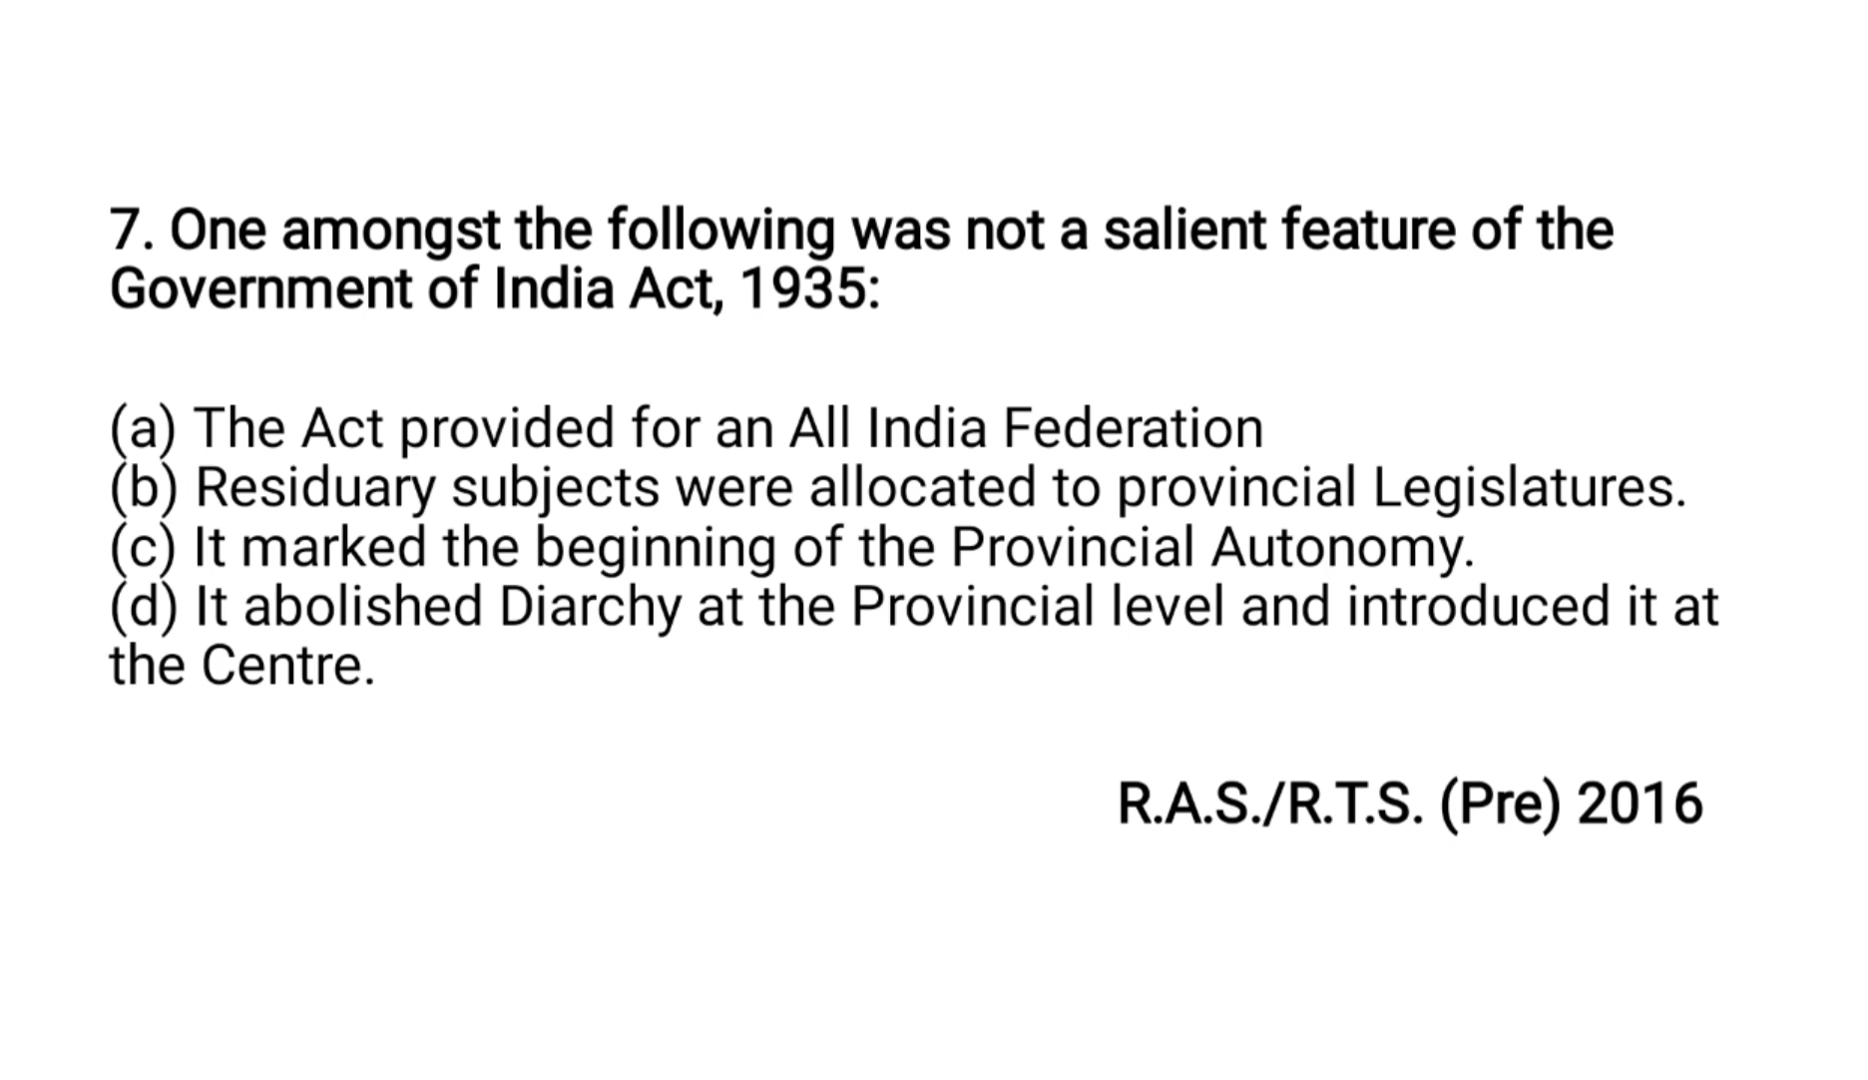 7. One amongst the following was not a salient feature of the
Government of India Act, 1935:
(a) The Act provided for an All India Federation
(b) Residuary subjects were allocated to provincial Legislatures.
(c) It marked the beginning of the Provincial Autonomy.
(d) It abolished Diarchy at the Provincial level and introduced it at
the Centre.
R.A.S./R.T.S. (Pre) 2016